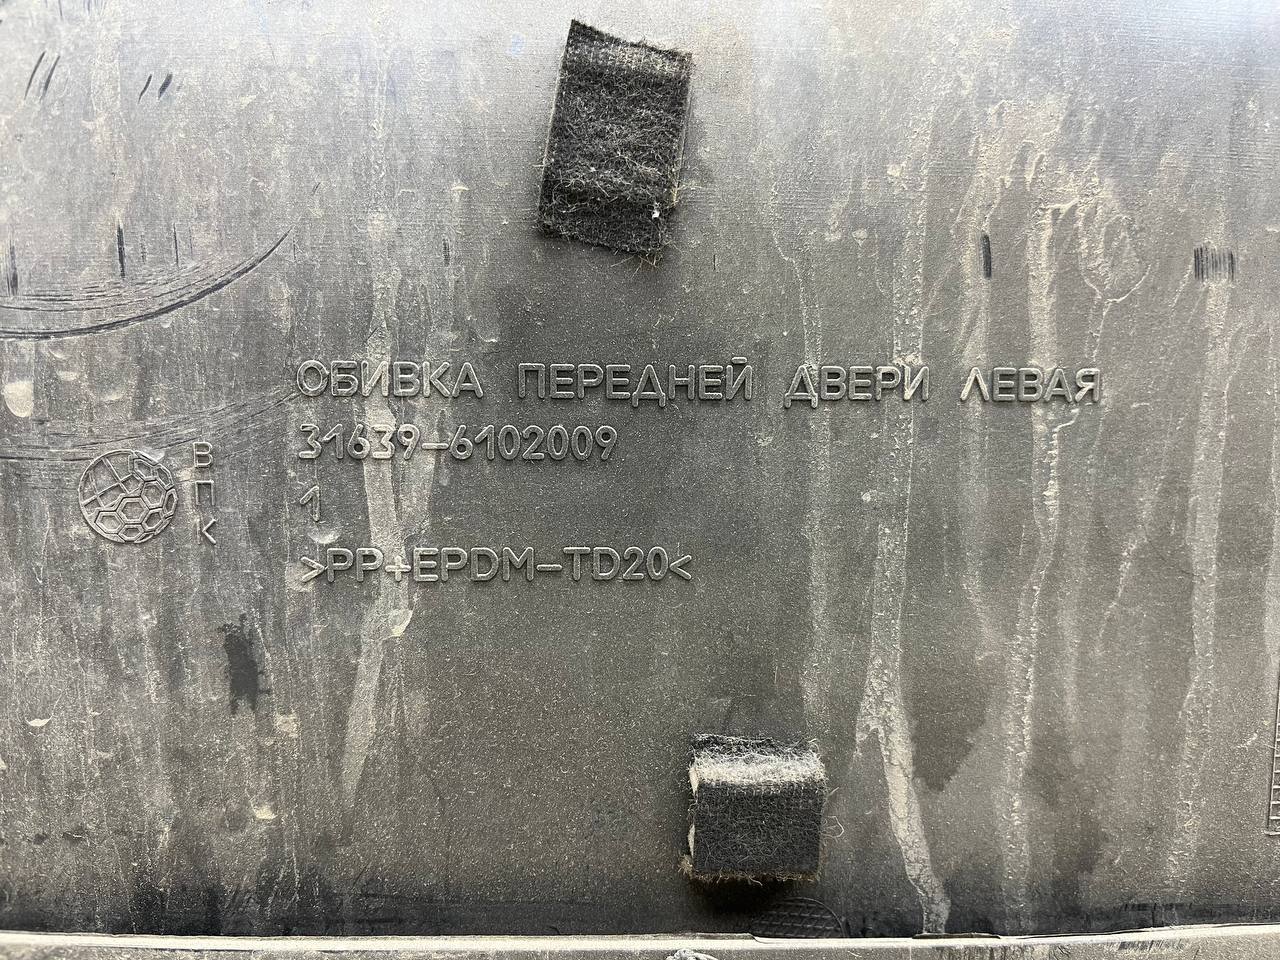 ОБИВКА ПЕРЕДНЕЙ ДВЕРИ ЛЕВАЯ
31639-6102009
ВПК
1
>PP+EPDM-TD20<